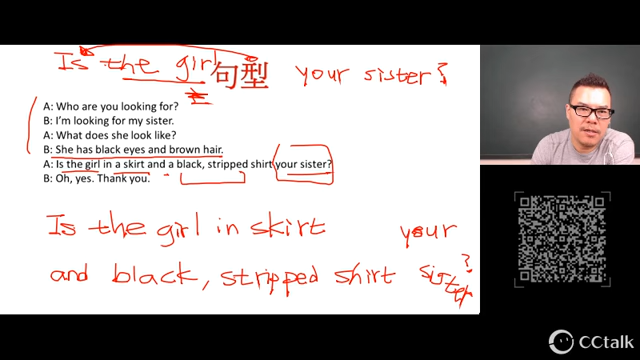 Is the girl your sister?
句型
A: Who are you looking for?
B: I'm looking for my sister.
A: What does she look like?
B: She has black eyes and brown hair.
A: Is the girl in a skirt and a black, stripped shirt your sister?
B: Oh, yes. Thank you.
Is the girl in skirt your
and black, stripped shirt sister?
CCtalk